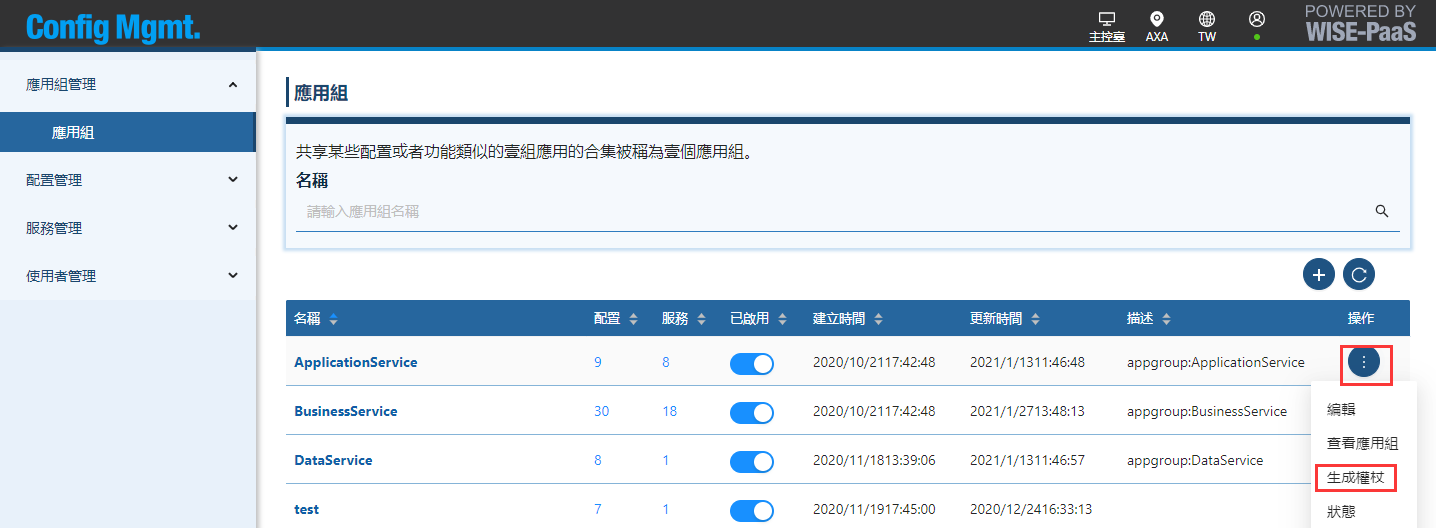 Config Mgmt.
主控臺
AXA
TW
POWERED BY
WISE-PaaS
應用組管理
應用組
配置管理
服務管理
使用者管理
應用組
共享某些配置或者功能類似的壹組應用的合集被稱為壹個應用組。
名稱
請輸入應用組名稱
名稱 配置 服務 已啟用 建立時間 更新時間 描述 操作
ApplicationService 9 8 2020/10/2117:42:48 2021/1/1311:46:48 appgroup:ApplicationService
BusinessService 30 18 2020/10/2117:42:48 2021/1/2713:48:13 appgroup:BusinessService
DataService 8 1 2020/11/1813:39:06 2021/1/1311:46:57 appgroup:DataService
test 7 1 2020/11/1917:45:00 2020/12/2416:33:13
編輯
查看應用組
生成權杖
狀態